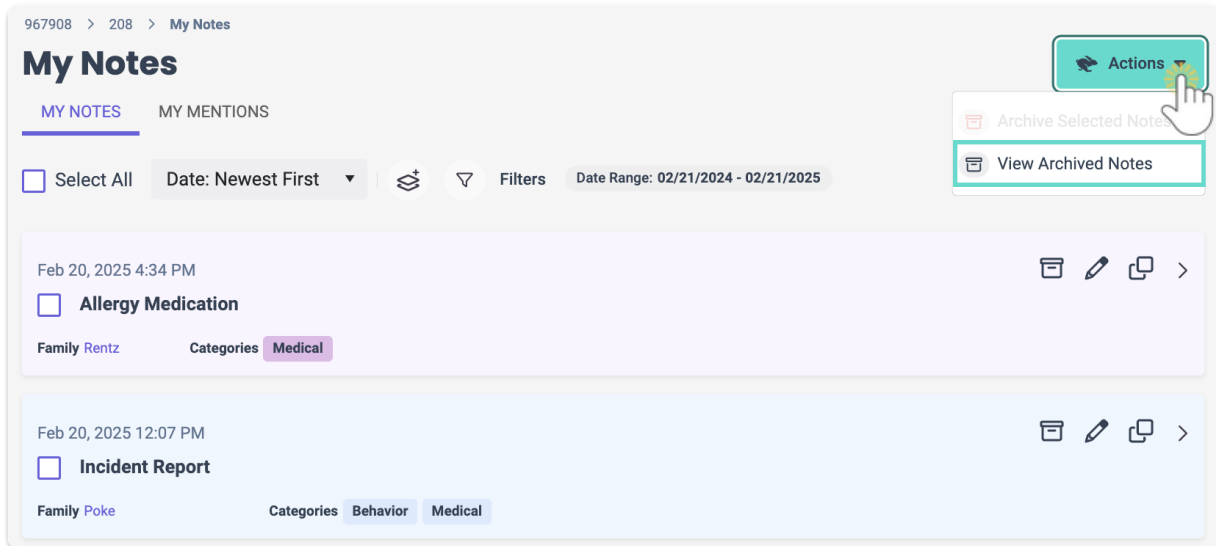 967908 > 208 > My Notes
My Notes
Actions
MY NOTES MY MENTIONS
Archive Selected Notes
View Archived Notes
Select All Date: Newest First Filters Date Range: 02/21/2024 - 02/21/2025
Feb 20, 2025 4:34 PM
Allergy Medication
Family Rentz Categories Medical
Feb 20, 2025 12:07 PM
Incident Report
Family Poke Categories Behavior Medical